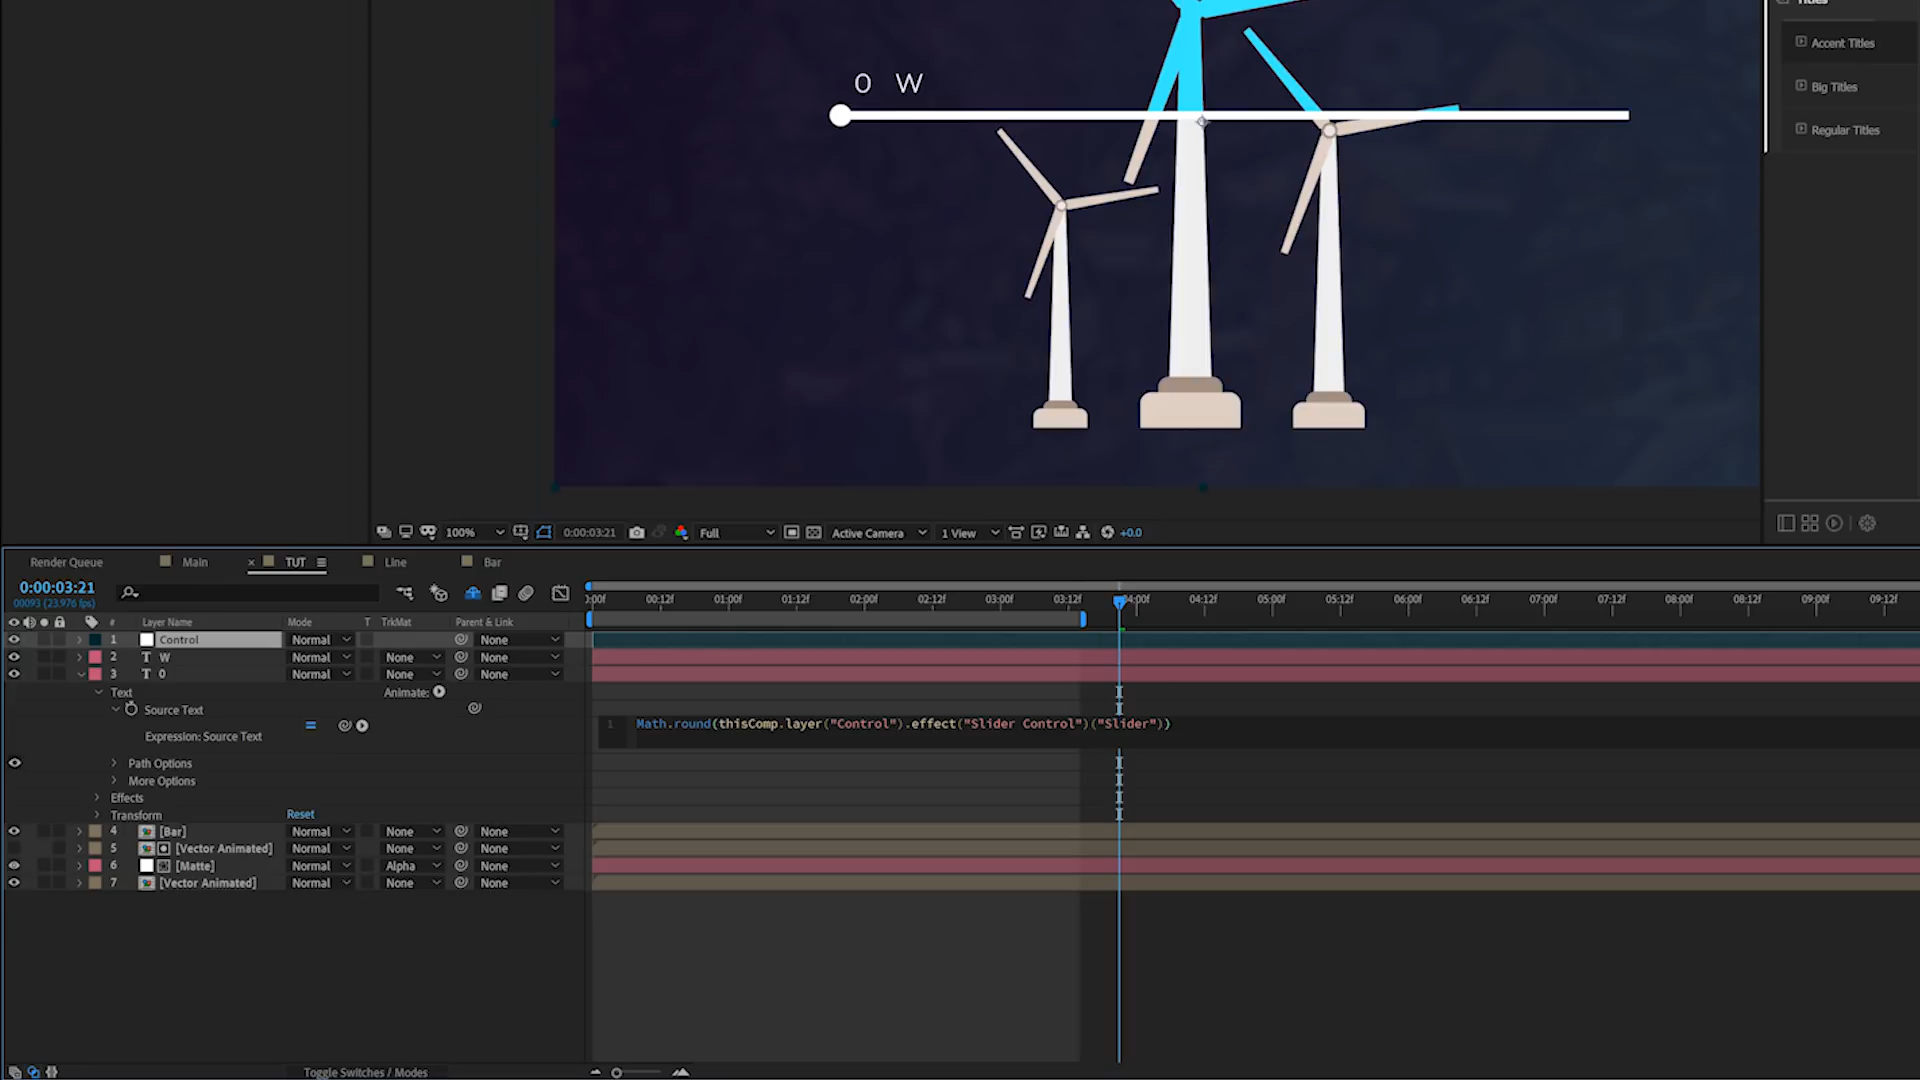 Titles
Accent Titles
0 W
Big Titles
Regular Titles
100% 0:00:03:21 Full Active Camera 1 View +0.0
Render Queue Main × TUT Line Bar
0:00:03:21
00093 (23.976 fps)
:00f 00:12f 01:00f 01:12f 02:00f 02:12f 03:00f 03:12f 04:00f 04:12f 05:00f 05:12f 06:00f 06:12f 07:00f 07:12f 08:00f 08:12f 09:00f 09:12f
# Layer Name Mode T TrkMat Parent & Link
1 Control Normal None
2 T W Normal None None
3 T 0 Normal None None
Text Animate:
Source Text
1 Math.round(thisComp.layer("Control").effect("Slider Control")("Slider"))
Expression: Source Text
Path Options
More Options
Effects
Transform Reset
4 [Bar] Normal None None
5 [Vector Animated] Normal None None
6 [Matte] Normal Alpha None
7 [Vector Animated] Normal None None
Toggle Switches / Modes